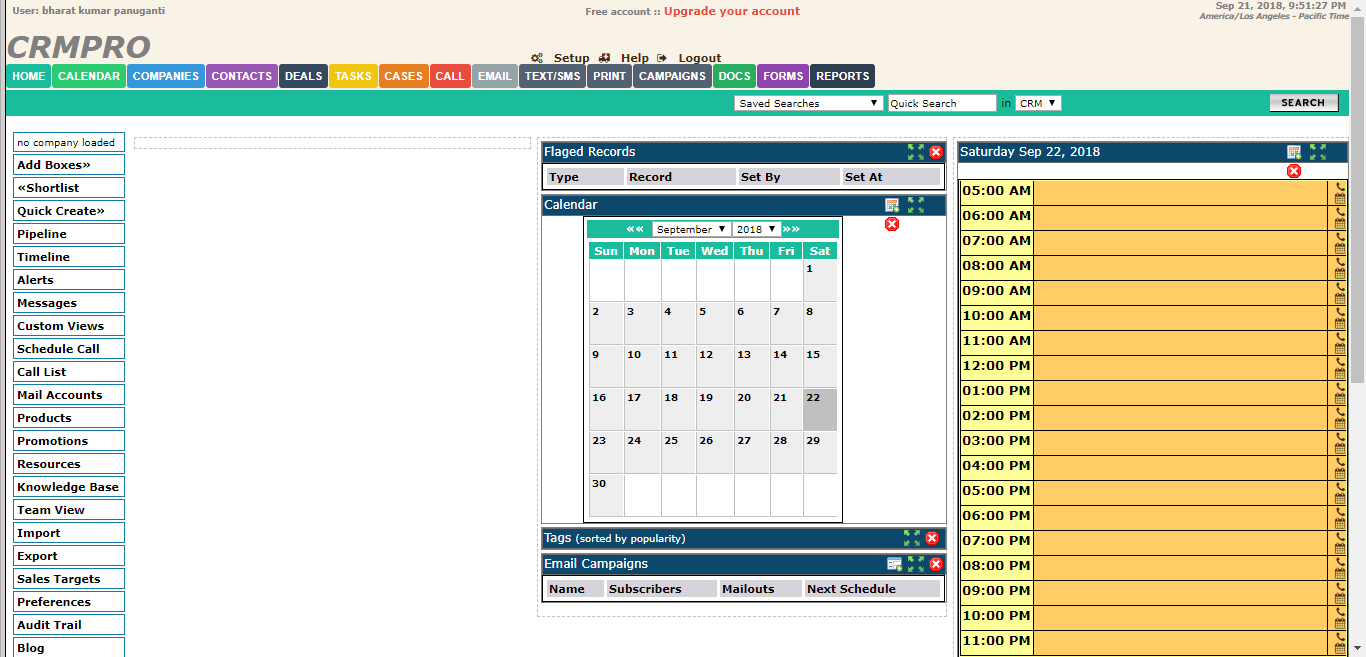 User: bharat kumar panuganti
Free account :: Upgrade your account
Sep 21, 2018, 9:51:27 PM
America/Los Angeles - Pacific Time
CRMPRO
Setup Help Logout
HOME CALENDAR COMPANIES CONTACTS DEALS TASKS CASES CALL EMAIL TEXT/SMS PRINT CAMPAIGNS DOCS FORMS REPORTS
Saved Searches Quick Search in CRM SEARCH
no company loaded
Add Boxes»
«Shortlist
Quick Create»
Pipeline
Timeline
Alerts
Messages
Custom Views
Schedule Call
Call List
Mail Accounts
Products
Promotions
Resources
Knowledge Base
Team View
Import
Export
Sales Targets
Preferences
Audit Trail
Blog
Flaged Records
Type Record Set By Set At
Calendar
«« September 2018 »»
Sun Mon Tue Wed Thu Fri Sat
1
2 3 4 5 6 7 8
9 10 11 12 13 14 15
16 17 18 19 20 21 22
23 24 25 26 27 28 29
30
Tags (sorted by popularity)
Email Campaigns
Name Subscribers Mailouts Next Schedule
Saturday Sep 22, 2018
05:00 AM
06:00 AM
07:00 AM
08:00 AM
09:00 AM
10:00 AM
11:00 AM
12:00 PM
01:00 PM
02:00 PM
03:00 PM
04:00 PM
05:00 PM
06:00 PM
07:00 PM
08:00 PM
09:00 PM
10:00 PM
11:00 PM